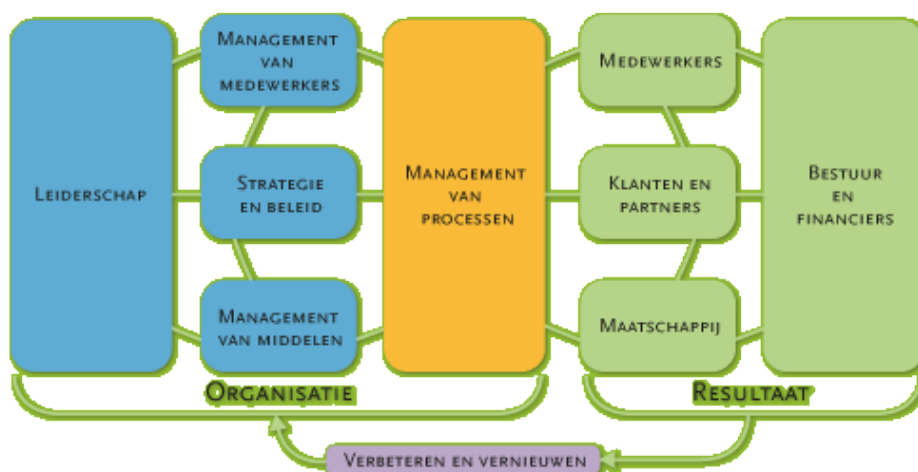 Leiderschap
Management
van
medewerkers
Strategie
en beleid
Management
van middelen
Management
van
processen
Medewerkers
Klanten en
partners
Maatschappij
Bestuur
en
financiers
Organisatie
Resultaat
Verbeteren en vernieuwen